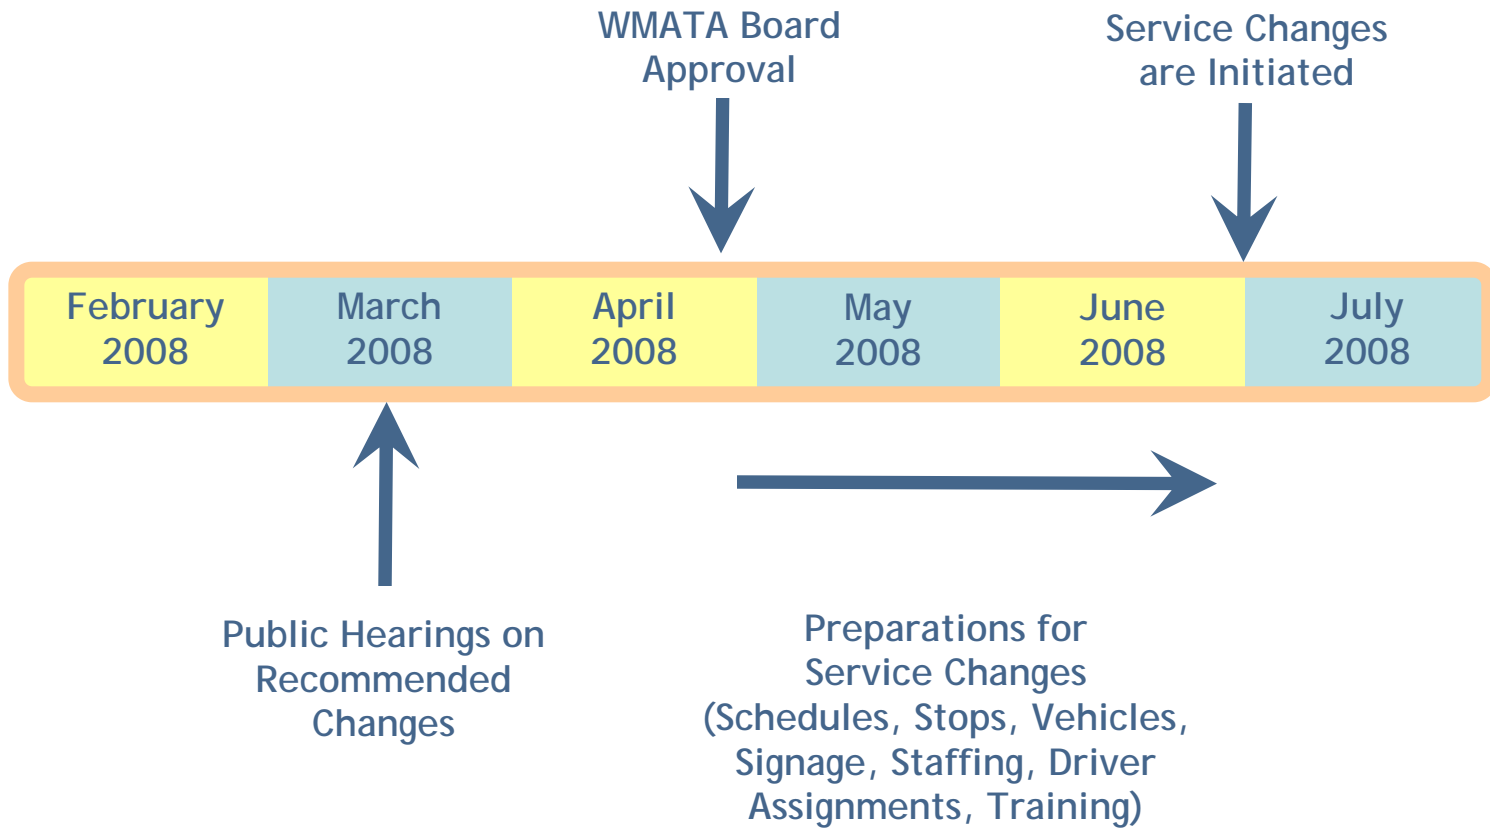 WMATA Board
Approval
Service Changes
are Initiated
February
2008
March
2008
April
2008
May
2008
June
2008
July
2008
Public Hearings on
Recommended
Changes
Preparations for
Service Changes
(Schedules, Stops, Vehicles,
Signage, Staffing, Driver
Assignments, Training)